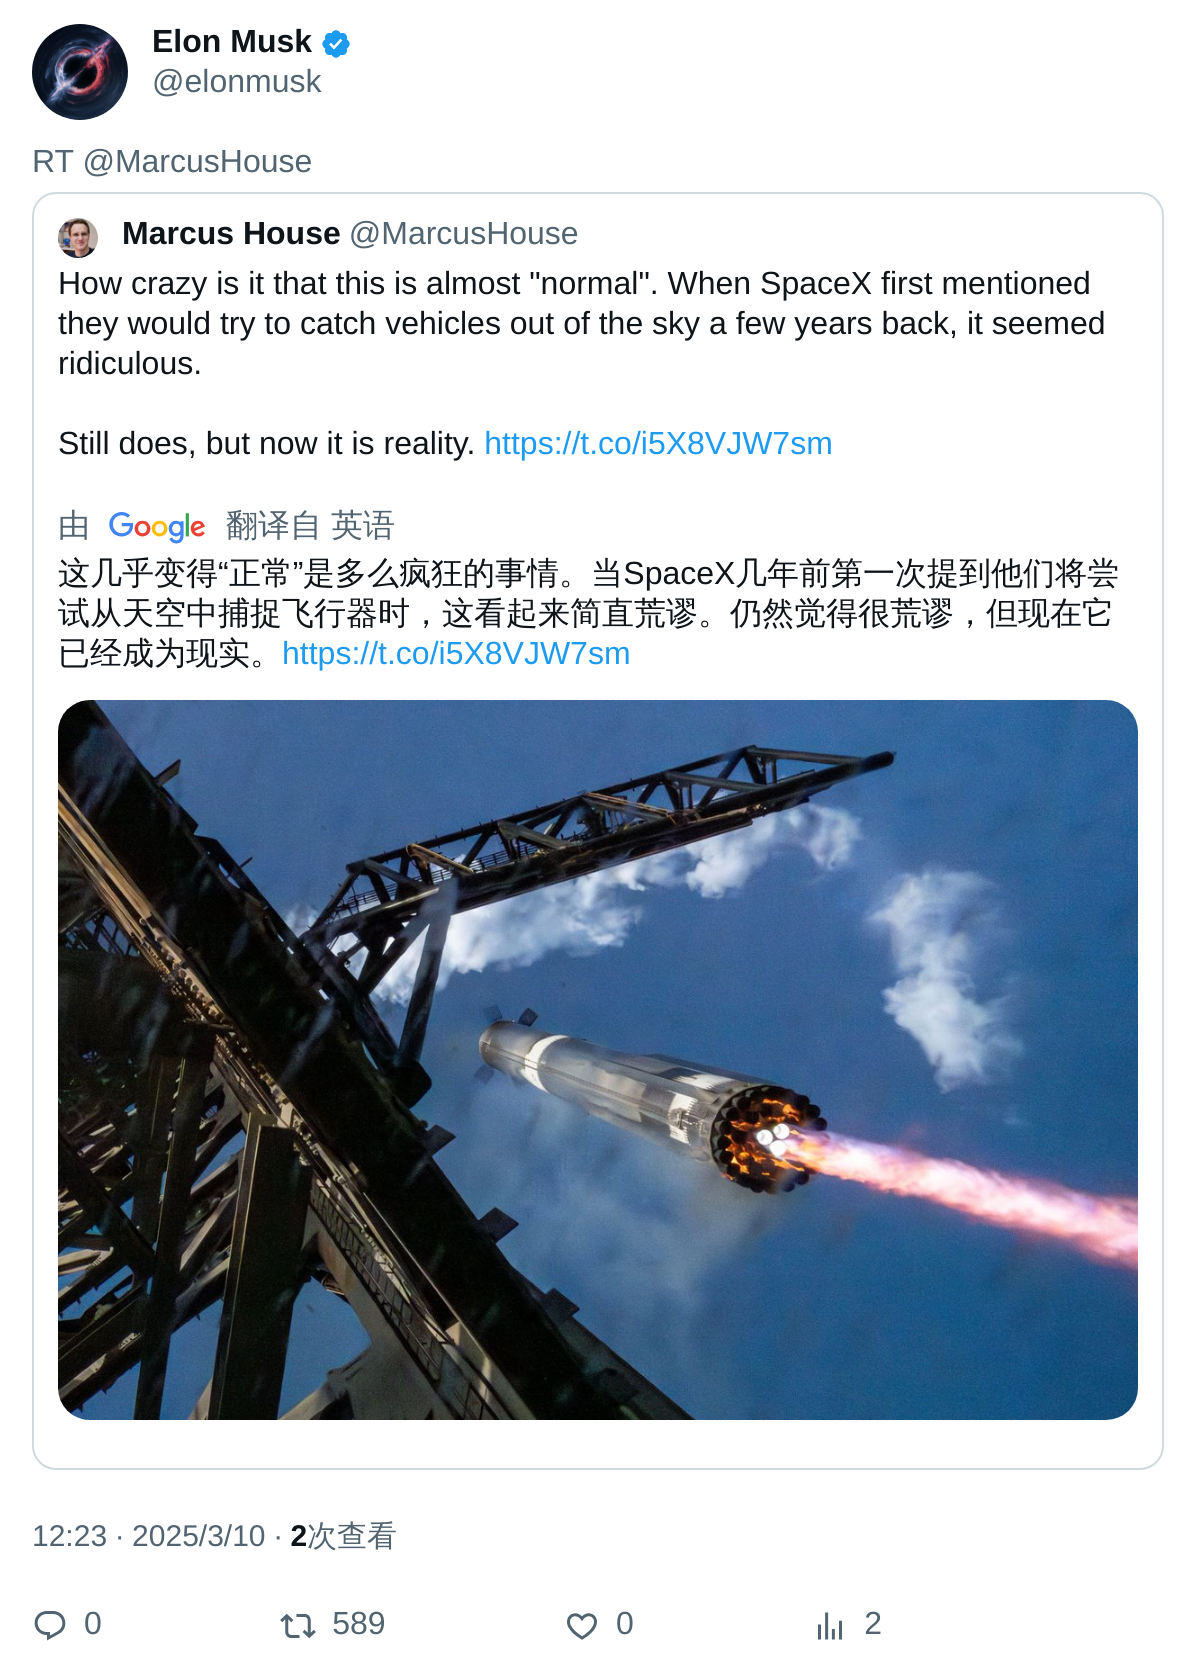 Elon Musk
@elonmusk
RT @MarcusHouse
Marcus House @MarcusHouse
How crazy is it that this is almost "normal". When SpaceX first mentioned
they would try to catch vehicles out of the sky a few years back, it seemed
ridiculous.
Still does, but now it is reality. https://t.co/i5X8VJW7sm
由 Google 翻译自 英语
这几乎变得“正常”是多么疯狂的事情。当SpaceX几年前第一次提到他们将尝
试从天空中捕捉飞行器时，这看起来简直荒谬。仍然觉得很荒谬，但现在它
已经成为现实。https://t.co/i5X8VJW7sm
12:23 · 2025/3/10 · 2次查看
0 589 0 2